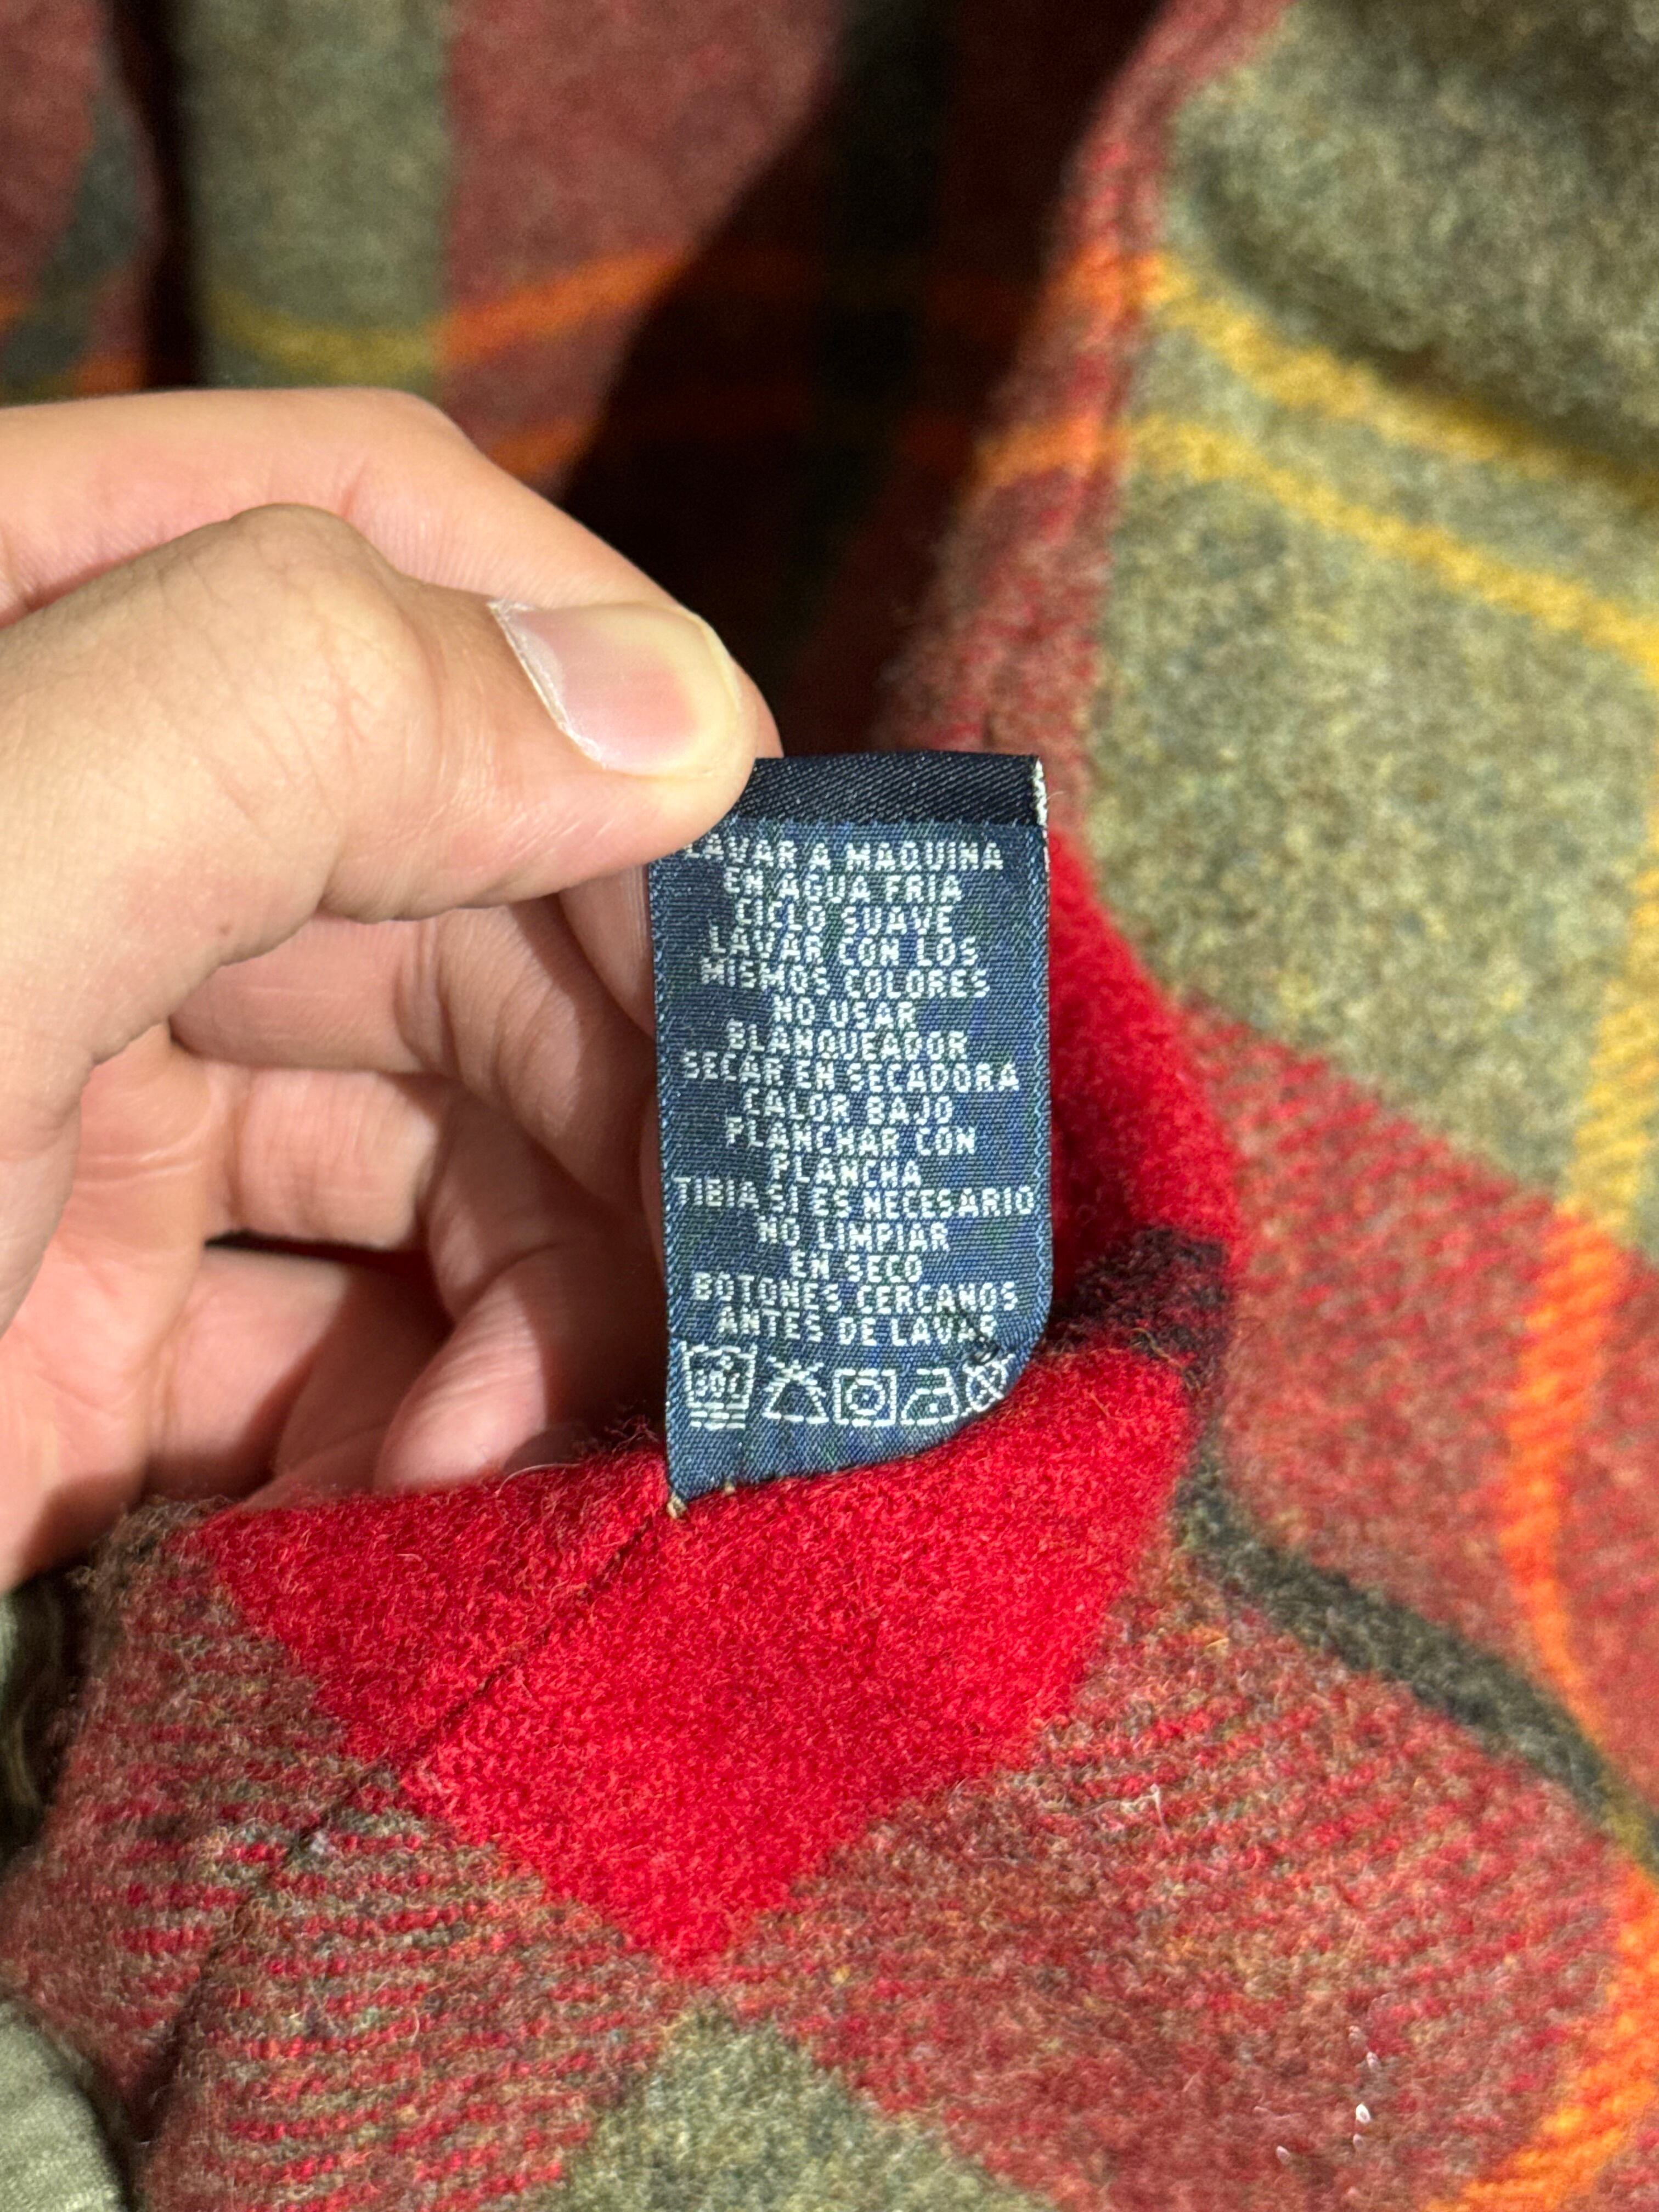 LAVAR A MAQUINA
EN AGUA FRIA
CICLO SUAVE
LAVAR CON LOS
MISMOS COLORES
NO USAR
BLANQUEADOR
SECAR EN SECADORA
CALOR BAJO
PLANCHAR CON
PLANCHA
TIBIA SI ES NECESARIO
NO LIMPIAR
EN SECO
BOTONES CERCANOS
ANTES DE LAVAR
30°